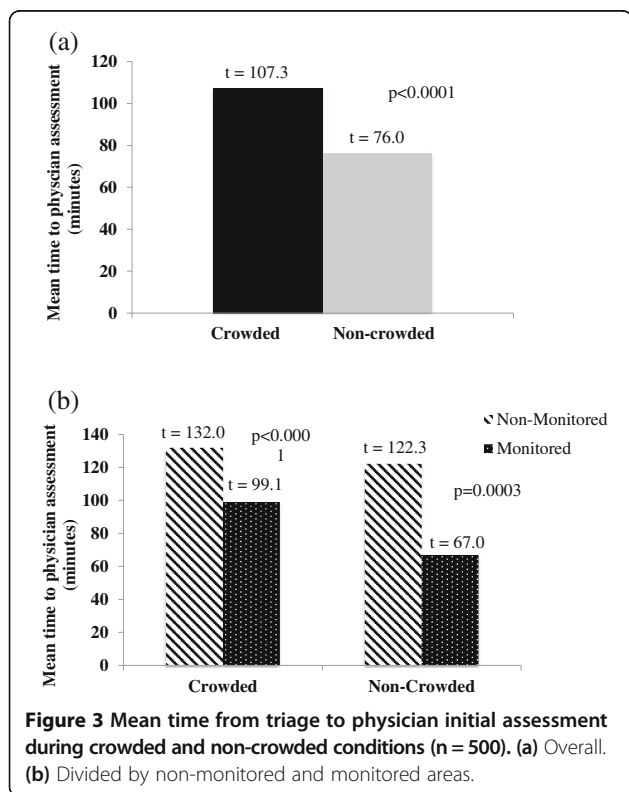 (a)
120
100
80
60
40
20
0
Mean time to physcian assessment
(minutes)
t = 107.3
p<0.0001
t = 76.0
Crowded
Non-crowded
(b)
Non-Monitored
Monitored
140
120
100
80
60
40
20
0
Mean time to physician assessment
(minutes)
t = 132.0
p<0.000
1
t = 99.1
t = 122.3
p=0.0003
t = 67.0
Crowded
Non-Crowded
Figure 3 Mean time from triage to physician initial assessment
during crowded and non-crowded conditions (n = 500). (a) Overall.
(b) Divided by non-monitored and monitored areas.